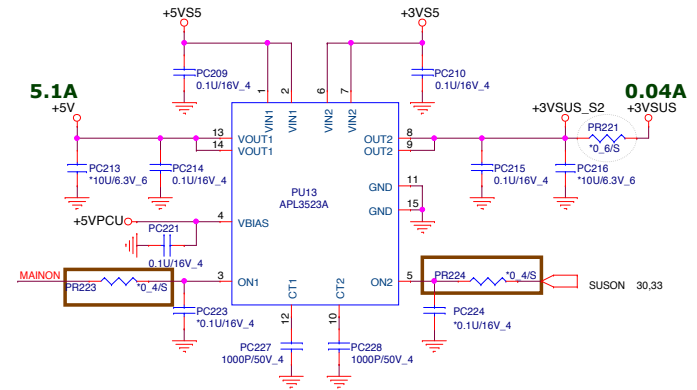 +5VS5
+3VS5
PC209
0.1U/16V_4
PC210
0.1U/16V_4
1
2
6
7
VIN1
VIN1
VIN2
VIN2
5.1A
+5V
0.04A
+3VSUS_S2
+3VSUS
PR221
*0_6/S
13
14
VOUT1
VOUT1
OUT2
OUT2
8
9
PC213
*10U/6.3V_6
PC214
0.1U/16V_4
PC215
0.1U/16V_4
PC216
*10U/6.3V_6
PU13
APL3523A
GND
11
GND
15
+5VPCU
4
VBIAS
PC221
0.1U/16V_4
MAINON
PR223
*0_4/S
3
ON1
ON2
5
PR224
*0_4/S
SUSON 30,33
PC223
*0.1U/16V_4
PC224
*0.1U/16V_4
CT1
CT2
12
10
PC227
1000P/50V_4
PC228
1000P/50V_4